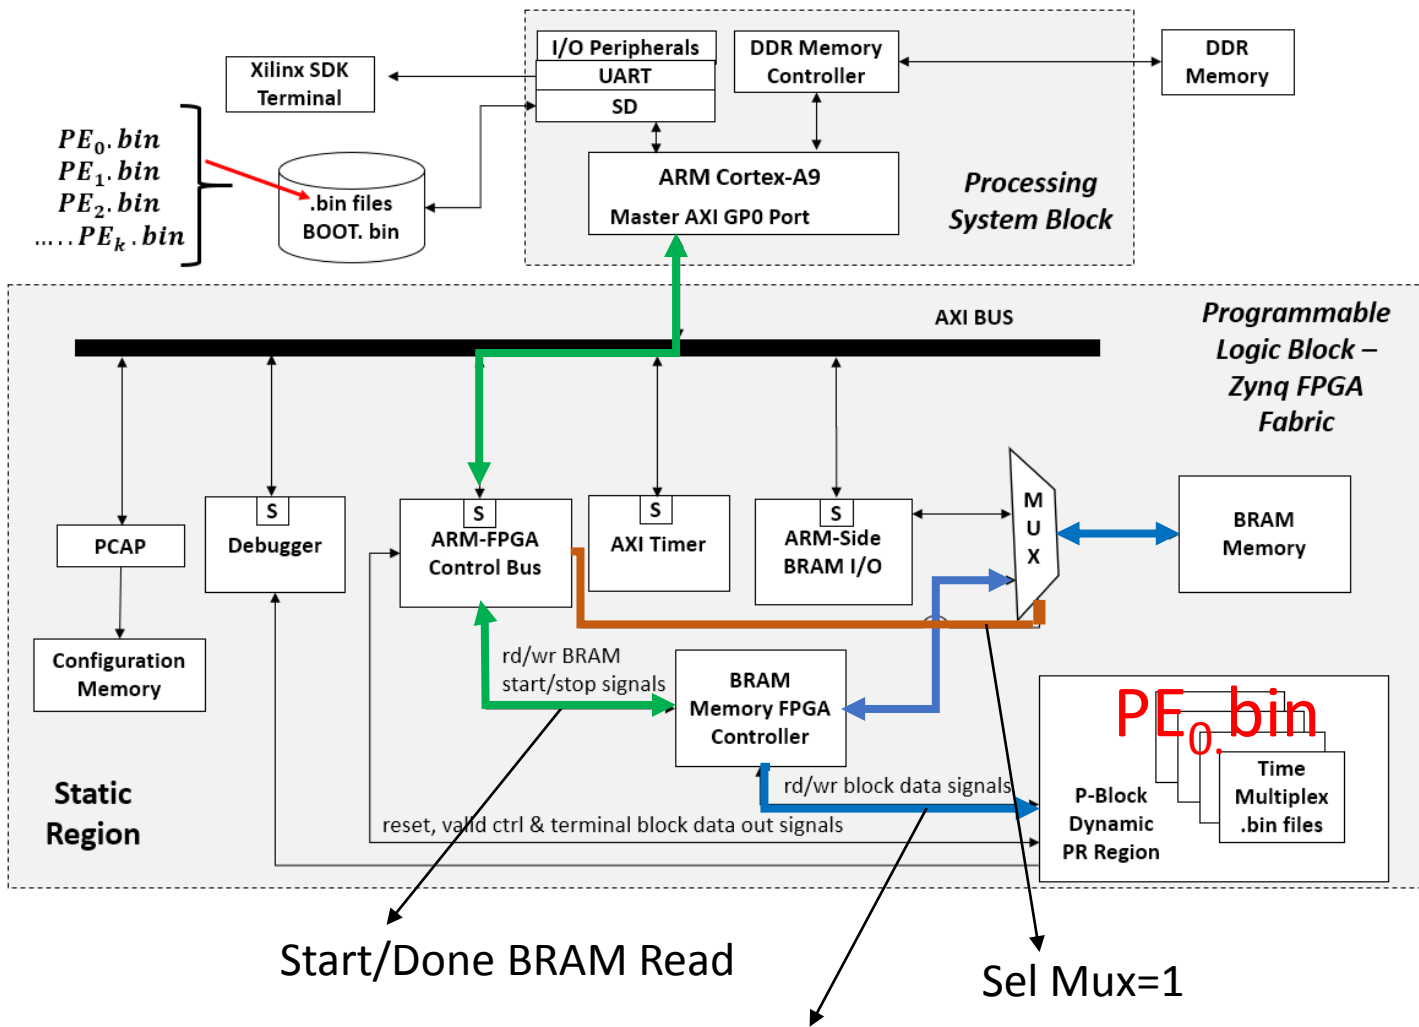 I/O Peripherals
UART
SD
DDR Memory
Controller
DDR
Memory
Xilinx SDK
Terminal
PE0.bin
PE1.bin
PE2.bin
.....PEk.bin
.bin files
BOOT. bin
ARM Cortex-A9
Master AXI GP0 Port
Processing
System Block
AXI BUS
Programmable
Logic Block –
Zynq FPGA
Fabric
PCAP
Configuration
Memory
S
Debugger
S
ARM-FPGA
Control Bus
S
AXI Timer
S
ARM-Side
BRAM I/O
M
U
X
BRAM
Memory
rd/wr BRAM
start/stop signals
BRAM
Memory FPGA
Controller
rd/wr block data signals
reset, valid ctrl & terminal block data out signals
PE0.bin
Time
Multiplex
.bin files
P-Block
Dynamic
PR Region
Static
Region
Start/Done BRAM Read
Sel Mux=1